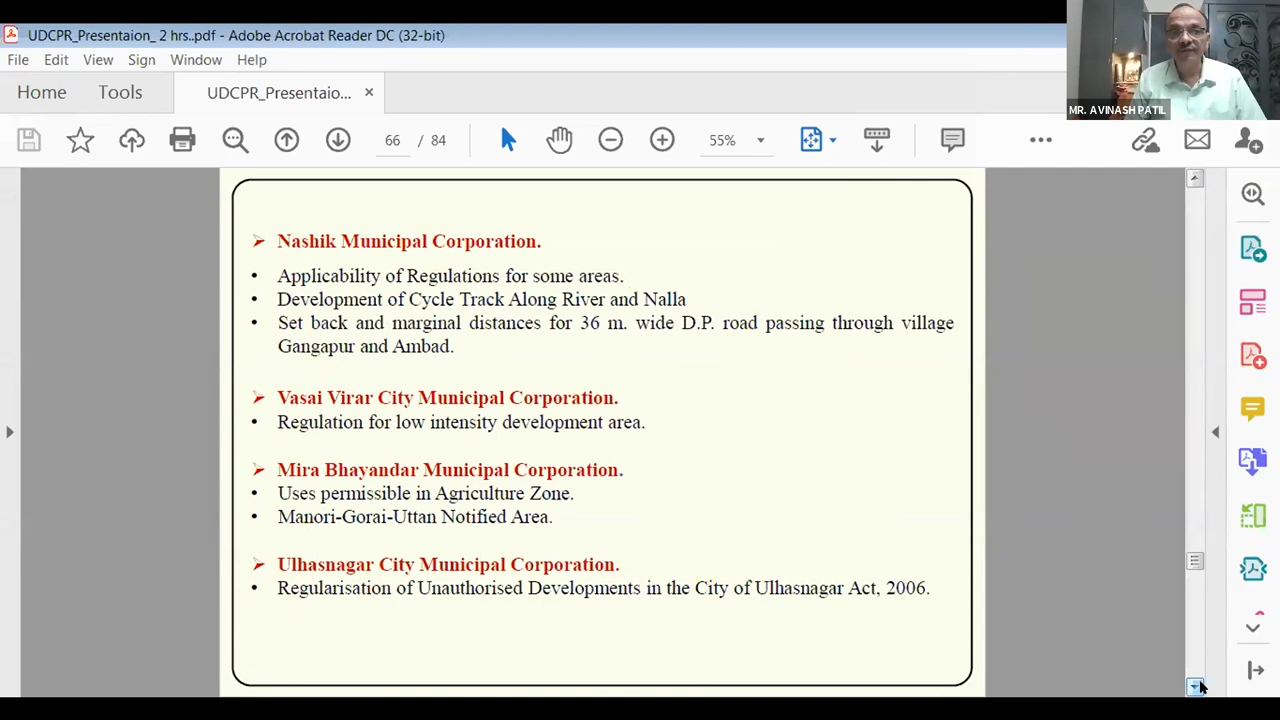 UDCPR_Presentaion_ 2 hrs..pdf - Adobe Acrobat Reader DC (32-bit)
File Edit View Sign Window Help
Home Tools UDCPR_Presentaio... ×
66 / 84 55%
MR. AVINASH PATIL
➢ Nashik Municipal Corporation.
• Applicability of Regulations for some areas.
• Development of Cycle Track Along River and Nalla
• Set back and marginal distances for 36 m. wide D.P. road passing through village
Gangapur and Ambad.
➢ Vasai Virar City Municipal Corporation.
• Regulation for low intensity development area.
➢ Mira Bhayandar Municipal Corporation.
• Uses permissible in Agriculture Zone.
• Manori-Gorai-Uttan Notified Area.
➢ Ulhasnagar City Municipal Corporation.
• Regularisation of Unauthorised Developments in the City of Ulhasnagar Act, 2006.